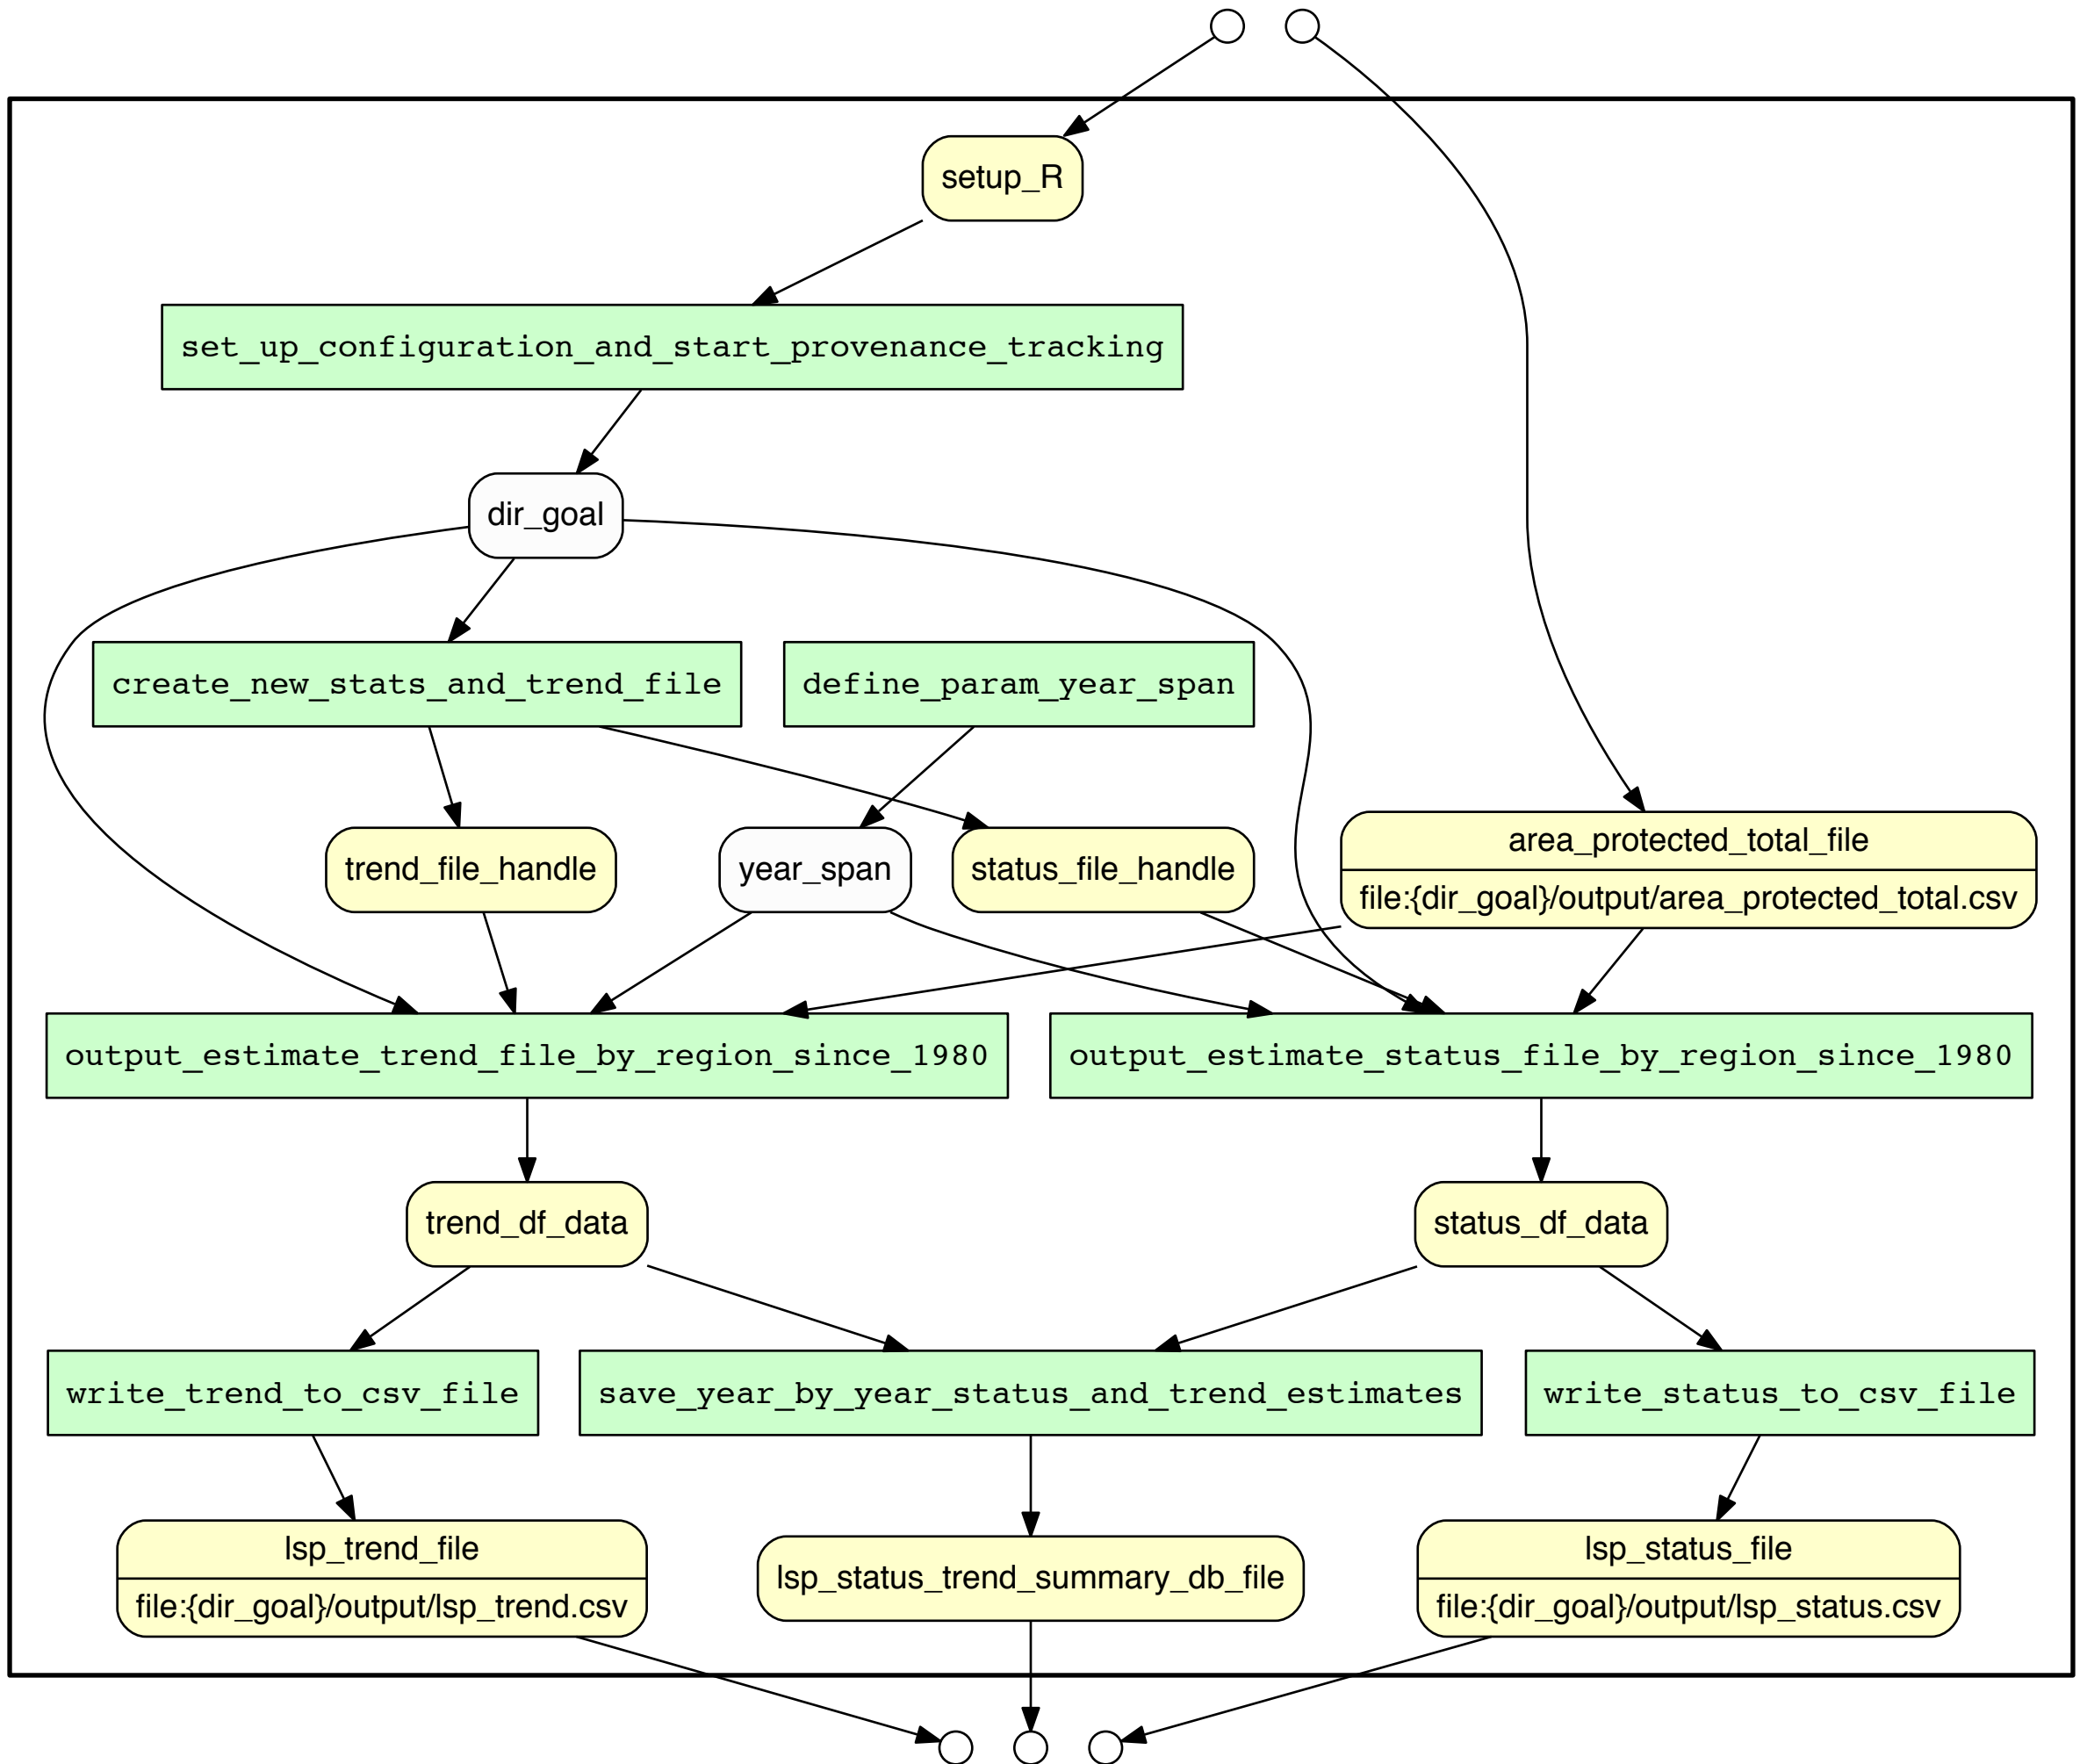 setup_R
set_up_configuration_and_start_provenance_tracking
dir_goal
create_new_stats_and_trend_file
define_param_year_span
trend_file_handle
year_span
status_file_handle
area_protected_total_file
file:{dir_goal}/output/area_protected_total.csv
output_estimate_trend_file_by_region_since_1980
output_estimate_status_file_by_region_since_1980
trend_df_data
status_df_data
write_trend_to_csv_file
save_year_by_year_status_and_trend_estimates
write_status_to_csv_file
lsp_trend_file
file:{dir_goal}/output/lsp_trend.csv
lsp_status_trend_summary_db_file
lsp_status_file
file:{dir_goal}/output/lsp_status.csv